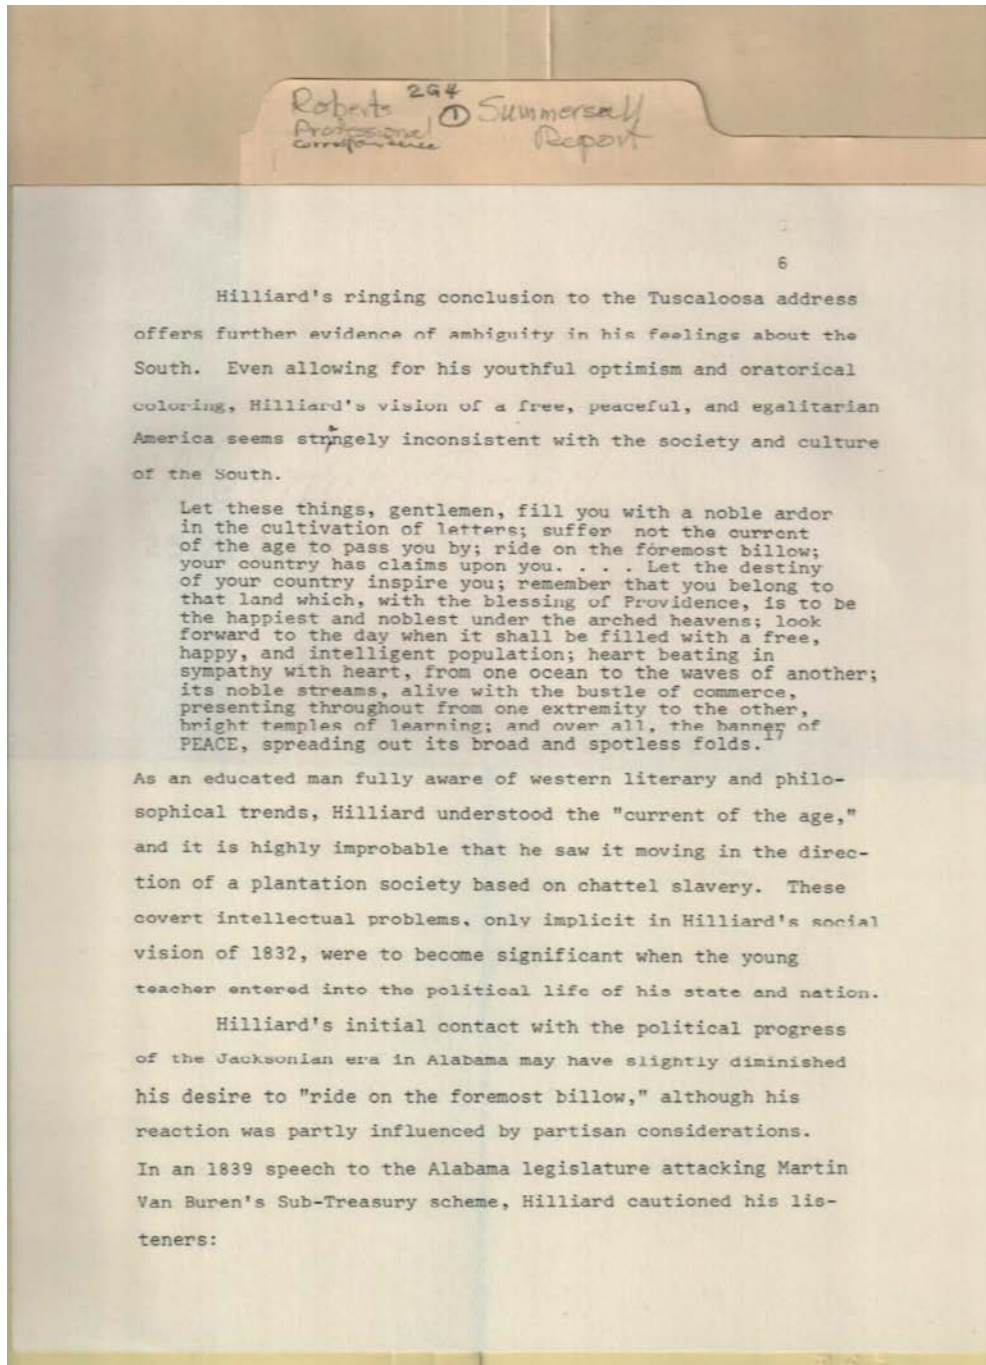 Roberts 2G4 ① Summersell
Professional Report
Correspondence
6
Hilliard's ringing conclusion to the Tuscaloosa address
offers further evidence of ambiguity in his feelings about the
South. Even allowing for his youthful optimism and oratorical
coloring, Hilliard's vision of a free, peaceful, and egalitarian
America seems strangely inconsistent with the society and culture
of the South.
Let these things, gentlemen, fill you with a noble ardor
in the cultivation of letters; suffer not the current
of the age to pass you by; ride on the foremost billow;
your country has claims upon you. . . . Let the destiny
of your country inspire you; remember that you belong to
that land which, with the blessing of Providence, is to be
the happiest and noblest under the arched heavens; look
forward to the day when it shall be filled with a free,
happy, and intelligent population; heart beating in
sympathy with heart, from one ocean to the waves of another;
its noble streams, alive with the bustle of commerce,
presenting throughout from one extremity to the other,
bright temples of learning; and over all, the banner of
PEACE, spreading out its broad and spotless folds.17
As an educated man fully aware of western literary and philo-
sophical trends, Hilliard understood the "current of the age,"
and it is highly improbable that he saw it moving in the direc-
tion of a plantation society based on chattel slavery. These
covert intellectual problems, only implicit in Hilliard's social
vision of 1832, were to become significant when the young
teacher entered into the political life of his state and nation.
Hilliard's initial contact with the political progress
of the Jacksonian era in Alabama may have slightly diminished
his desire to "ride on the foremost billow," although his
reaction was partly influenced by partisan considerations.
In an 1839 speech to the Alabama legislature attacking Martin
Van Buren's Sub-Treasury scheme, Hilliard cautioned his lis-
teners: